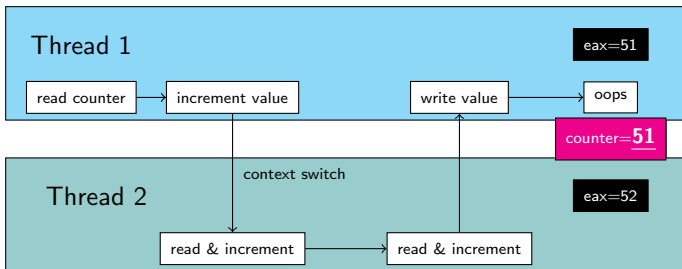 Thread 1
eax=51
read counter
increment value
write value
oops
counter=51
context switch
Thread 2
eax=52
read & increment
read & increment